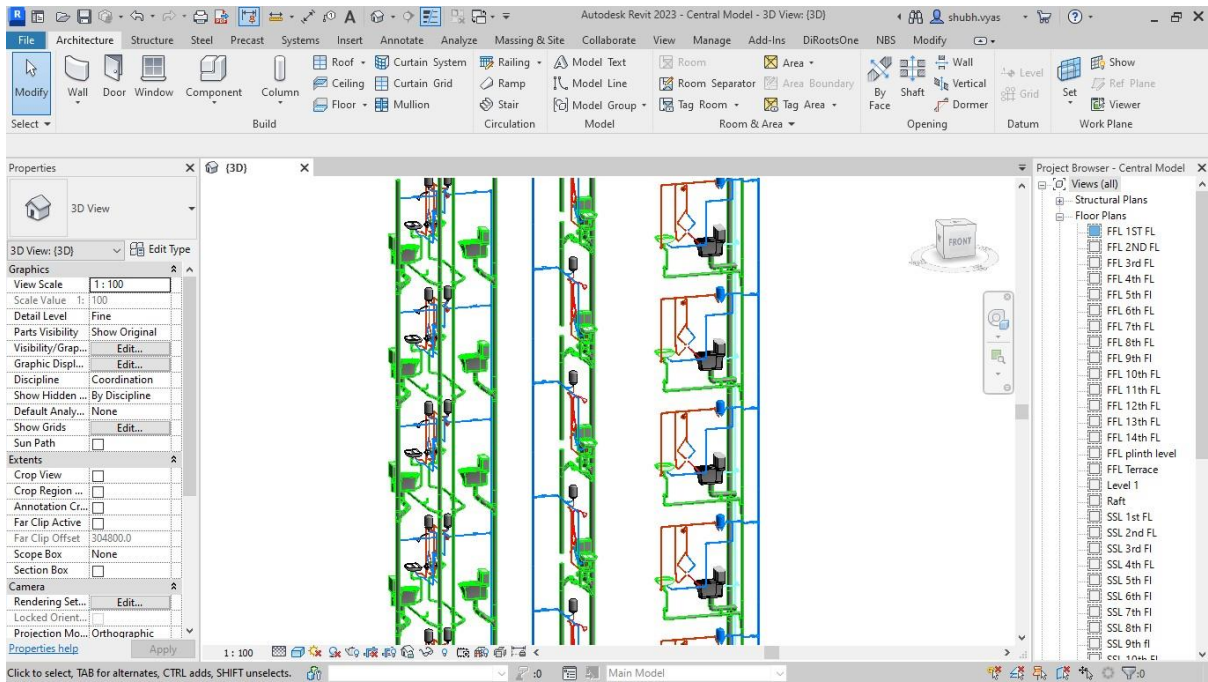 Autodesk Revit 2023 - Central Model - 3D View: {3D}
shubh.vyas
File Architecture Structure Steel Precast Systems Insert Annotate Analyze Massing & Site Collaborate View Manage Add-Ins DiRootsOne NBS Modify
Modify Wall Door Window Component Column
Roof Curtain System Railing Model Text Room Area Wall Level Show
Ceiling Curtain Grid Ramp Model Line Room Separator Area Boundary By Face Shaft Vertical Grid Set Ref Plane
Floor Mullion Stair Model Group Tag Room Tag Area Dormer Viewer
Select Build Circulation Model Room & Area Opening Datum Work Plane
Properties
3D View
3D View: {3D} Edit Type
Graphics
View Scale 1 : 100
Scale Value 1: 100
Detail Level Fine
Parts Visibility Show Original
Visibility/Grap... Edit...
Graphic Displ... Edit...
Discipline Coordination
Show Hidden ... By Discipline
Default Analy... None
Show Grids Edit...
Sun Path
Extents
Crop View
Crop Region ...
Annotation Cr...
Far Clip Active
Far Clip Offset 304800.0
Scope Box None
Section Box
Camera
Rendering Set... Edit...
Locked Orient...
Projection Mo... Orthographic
Properties help Apply
{3D}
FRONT
1 : 100
Project Browser - Central Model
Views (all)
Structural Plans
Floor Plans
FFL 1ST FL
FFL 2ND FL
FFL 3rd FL
FFL 4th FL
FFL 5th Fl
FFL 6th FL
FFL 7th FL
FFL 8th FL
FFL 9th Fl
FFL 10th FL
FFL 11th FL
FFL 12th FL
FFL 13th FL
FFL 14th FL
FFL plinth level
FFL Terrace
Level 1
Raft
SSL 1st FL
SSL 2nd FL
SSL 3rd Fl
SSL 4th FL
SSL 5th Fl
SSL 6th Fl
SSL 7th Fl
SSL 8th Fl
SSL 9th fl
SSL 10th FL
Click to select, TAB for alternates, CTRL adds, SHIFT unselects. :0 Main Model :0